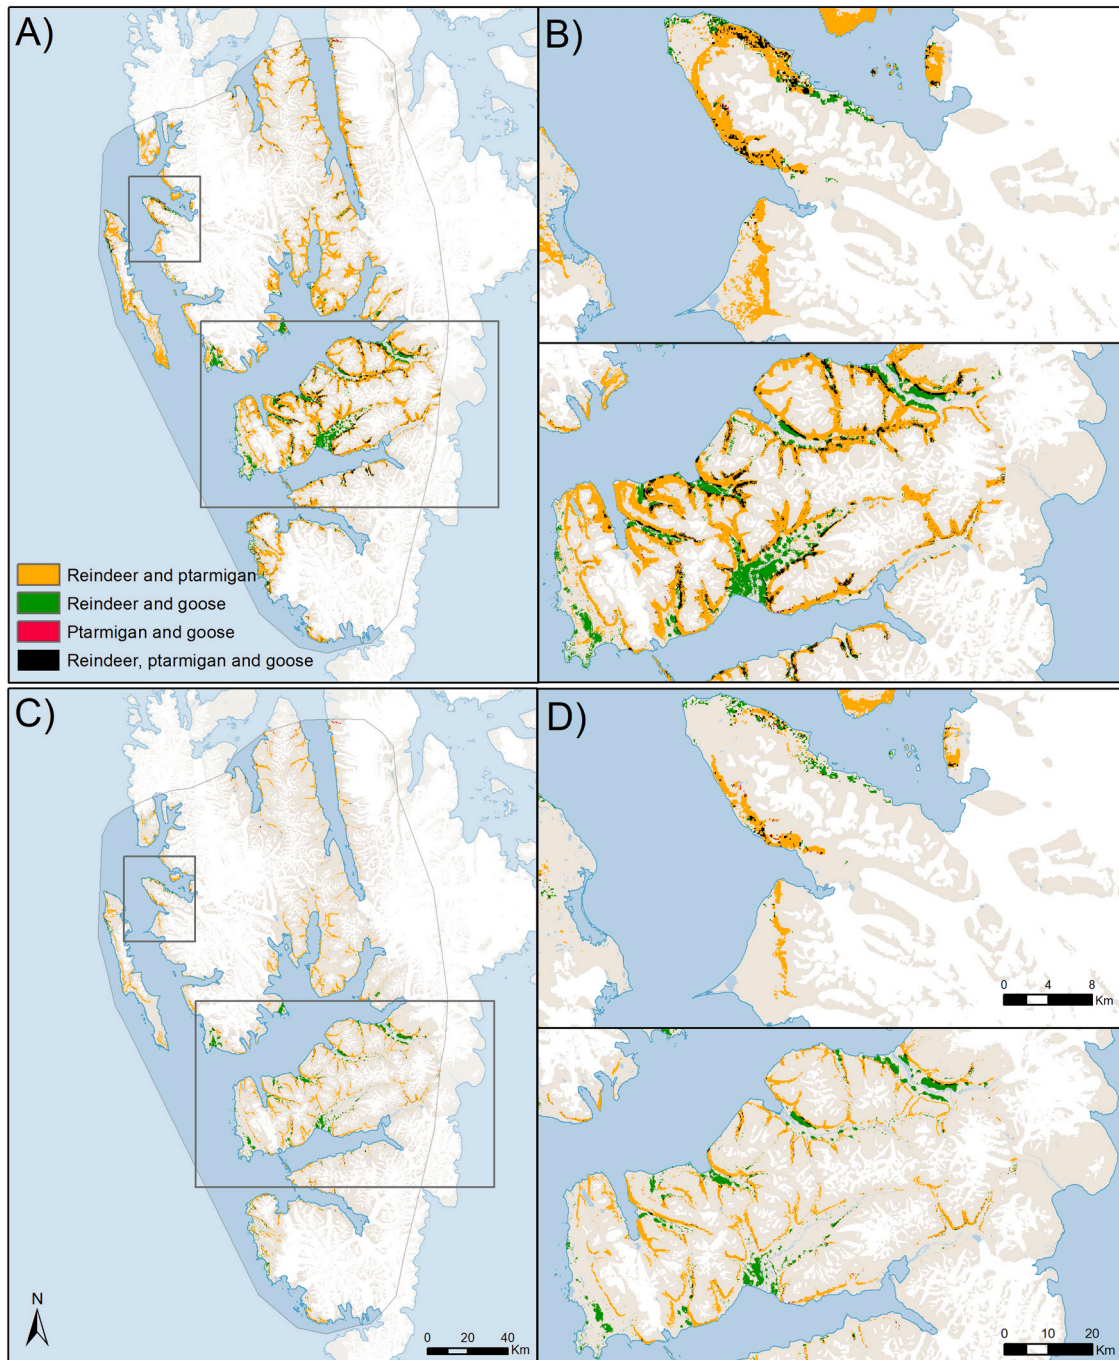 A)
B)
Reindeer and ptarmigan
Reindeer and goose
Ptarmigan and goose
Reindeer, ptarmigan and goose
C)
D)
0 4 8
Km
N
0 20 40
Km
0 10 20
Km